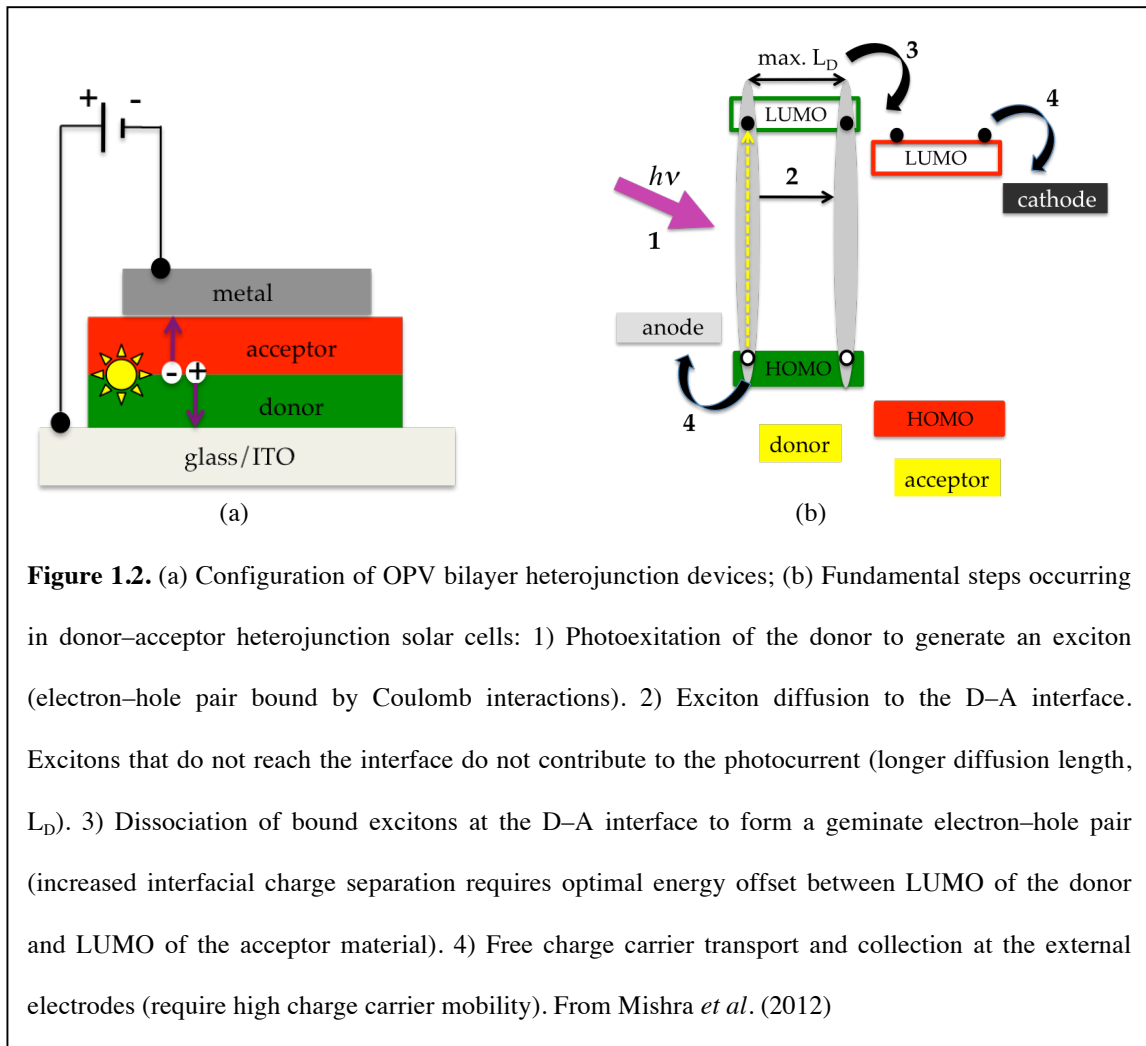 + -
metal
acceptor
- +
donor
glass/ITO
(a)
max. L_D
3
4
LUMO
LUMO
hν
2
cathode
1
anode
HOMO
4
HOMO
donor
acceptor
(b)
Figure 1.2. (a) Configuration of OPV bilayer heterojunction devices; (b) Fundamental steps occurring
in donor–acceptor heterojunction solar cells: 1) Photoexitation of the donor to generate an exciton
(electron–hole pair bound by Coulomb interactions). 2) Exciton diffusion to the D–A interface.
Excitons that do not reach the interface do not contribute to the photocurrent (longer diffusion length,
L_D). 3) Dissociation of bound excitons at the D–A interface to form a geminate electron–hole pair
(increased interfacial charge separation requires optimal energy offset between LUMO of the donor
and LUMO of the acceptor material). 4) Free charge carrier transport and collection at the external
electrodes (require high charge carrier mobility). From Mishra et al. (2012)